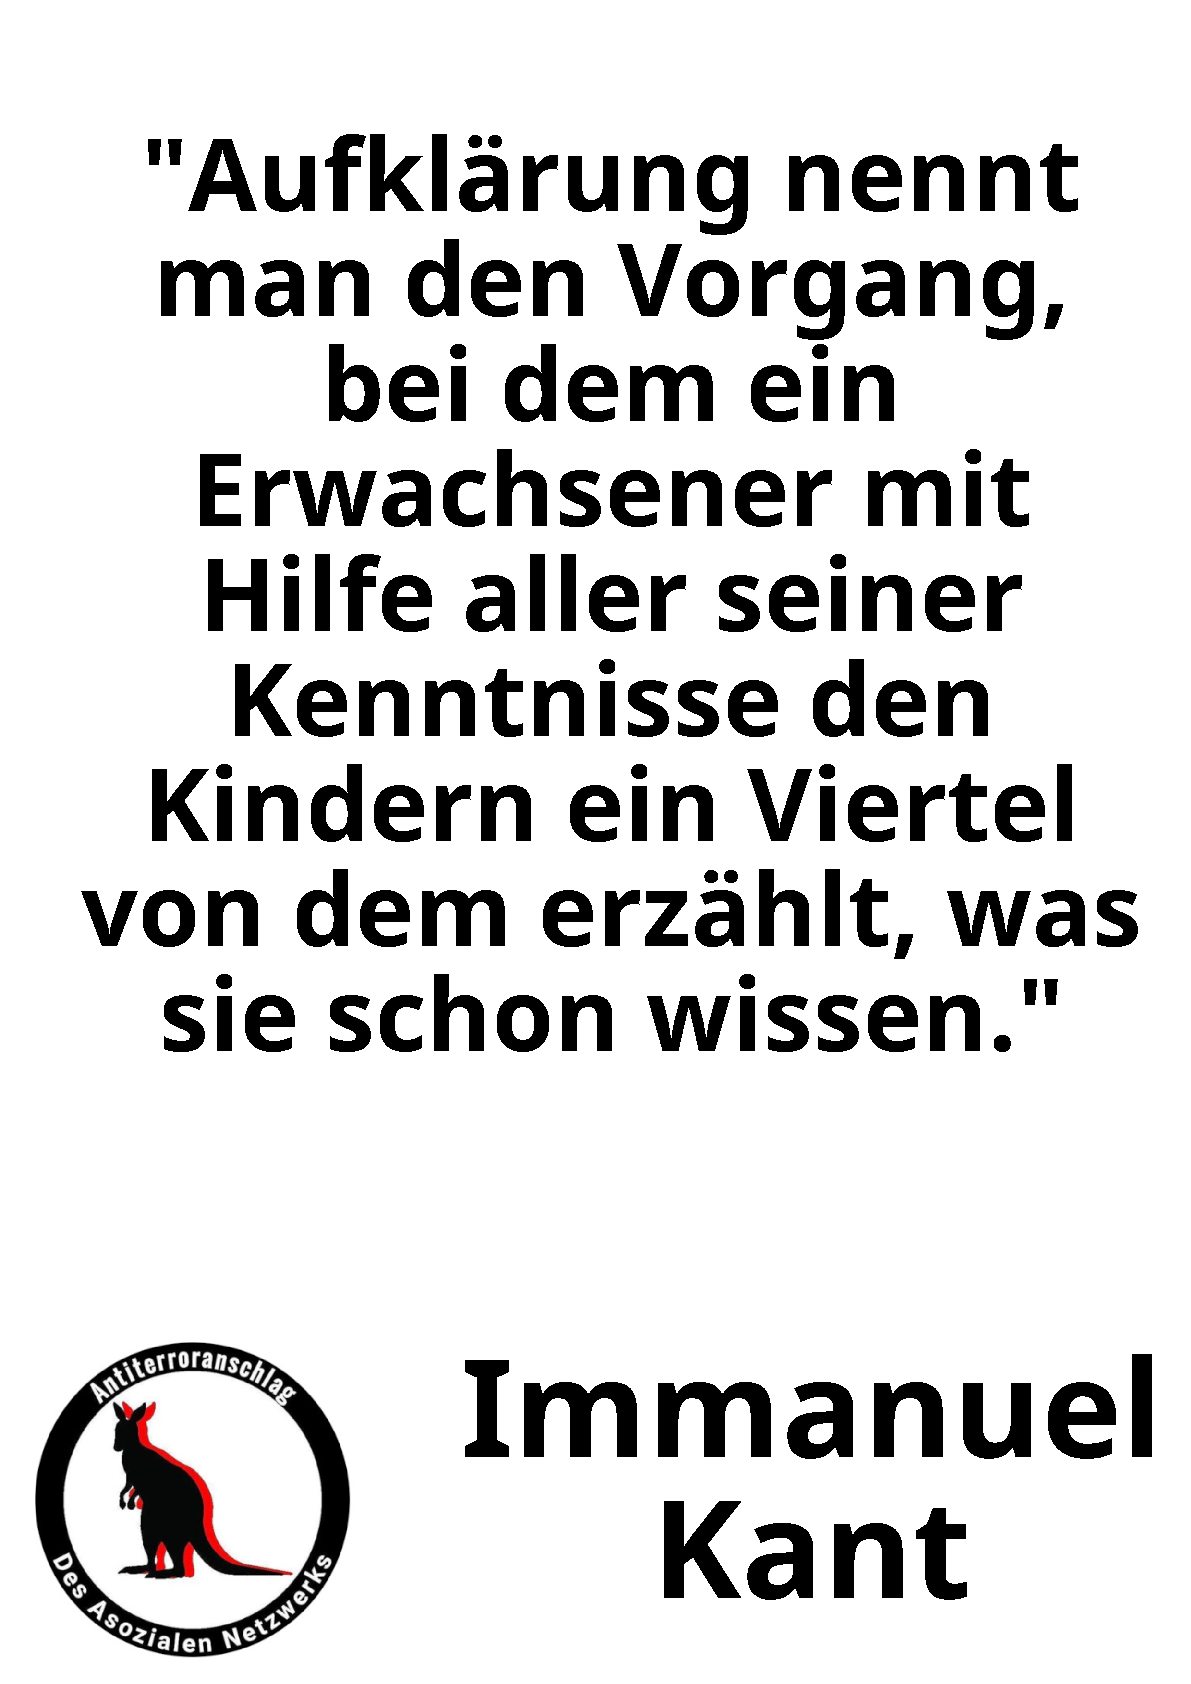 "Aufklärung nennt
man den Vorgang,
bei dem ein
Erwachsener mit
Hilfe aller seiner
Kenntnisse den
Kindern ein Viertel
von dem erzählt, was
sie schon wissen."
Immanuel
Kant
Antiterroranschlag
Des Asozialen Netzwerks